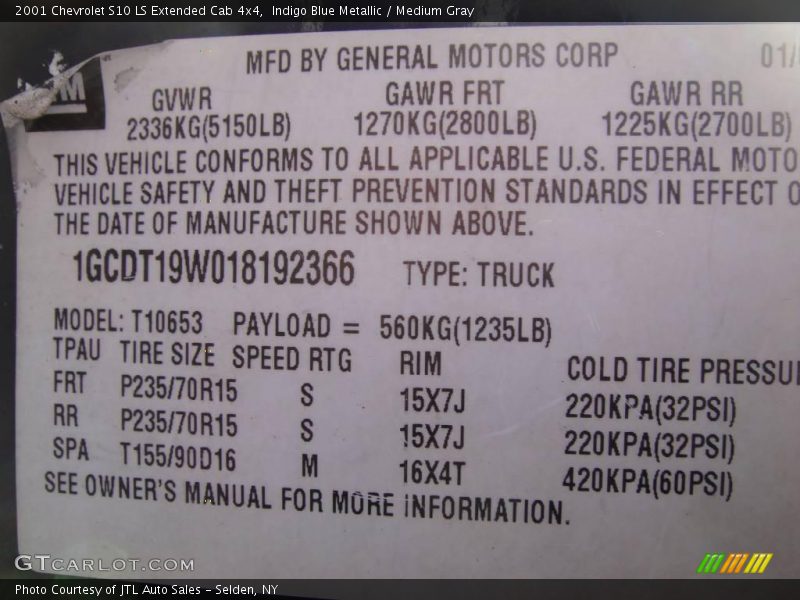 2001 Chevrolet S10 LS Extended Cab 4x4, Indigo Blue Metallic / Medium Gray
MFD BY GENERAL MOTORS CORP 01/
GM
GVWR GAWR FRT GAWR RR
2336KG(5150LB) 1270KG(2800LB) 1225KG(2700LB)
THIS VEHICLE CONFORMS TO ALL APPLICABLE U.S. FEDERAL MOTO
VEHICLE SAFETY AND THEFT PREVENTION STANDARDS IN EFFECT O
THE DATE OF MANUFACTURE SHOWN ABOVE.
1GCDT19W018192366 TYPE: TRUCK
MODEL: T10653 PAYLOAD = 560KG(1235LB)
TPAU TIRE SIZE SPEED RTG RIM COLD TIRE PRESSU
FRT P235/70R15 S 15X7J 220KPA(32PSI)
RR P235/70R15 S 15X7J 220KPA(32PSI)
SPA T155/90D16 M 16X4T 420KPA(60PSI)
SEE OWNER'S MANUAL FOR MORE INFORMATION.
GTCARLOT.COM
Photo Courtesy of JTL Auto Sales - Selden, NY